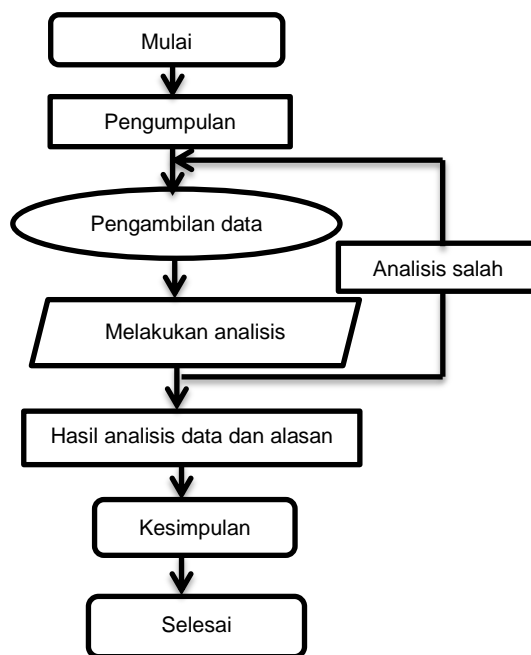 Mulai
Pengumpulan
Pengambilan data
Analisis salah
Melakukan analisis
Hasil analisis data dan alasan
Kesimpulan
Selesai